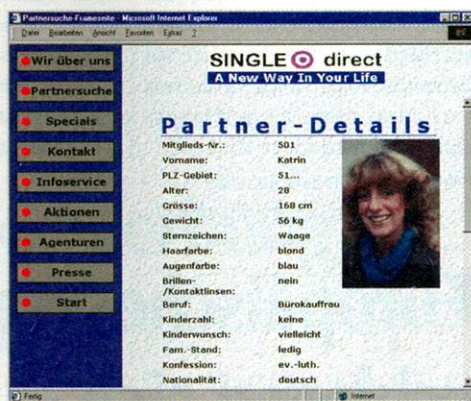 Partnersuche-Frameseite - Microsoft Internet Explorer
Datei Bearbeiten Ansicht Favoriten Extras ?
Wir über uns
Partnersuche
Specials
Kontakt
Infoservice
Aktionen
Agenturen
Presse
Start
SINGLE direct
A New Way In Your Life
Partner-Details
Mitglieds-Nr.: 501
Vorname: Katrin
PLZ-Gebiet: 51...
Alter: 28
Grösse: 168 cm
Gewicht: 56 kg
Sternzeichen: Waage
Haarfarbe: blond
Augenfarbe: blau
Brillen- nein
/Kontaktlinsen:
Beruf: Bürokauffrau
Kinderzahl: keine
Kinderwunsch: vielleicht
Fam.-Stand: ledig
Konfession: ev.-luth.
Nationalität: deutsch
Fertig Internet